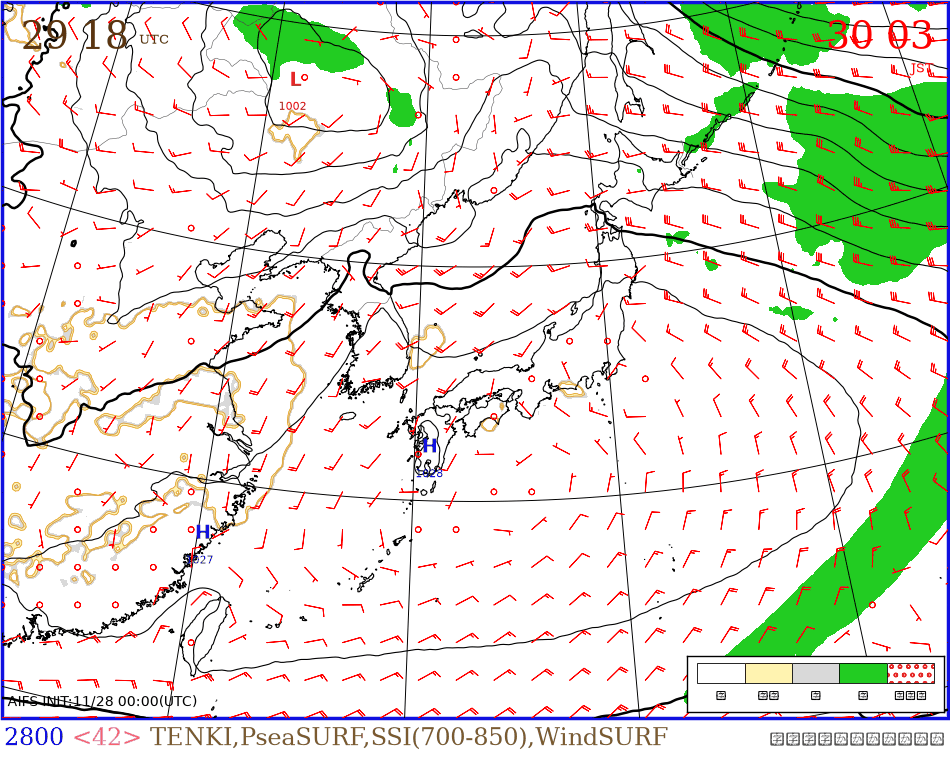 29 18 UTC
30 03
JST
L
1002
H
1028
H
1027
AIFS INIT:11/28 00:00(UTC)
2800 <42> TENKI,PseaSURF,SSI(700-850),WindSURF